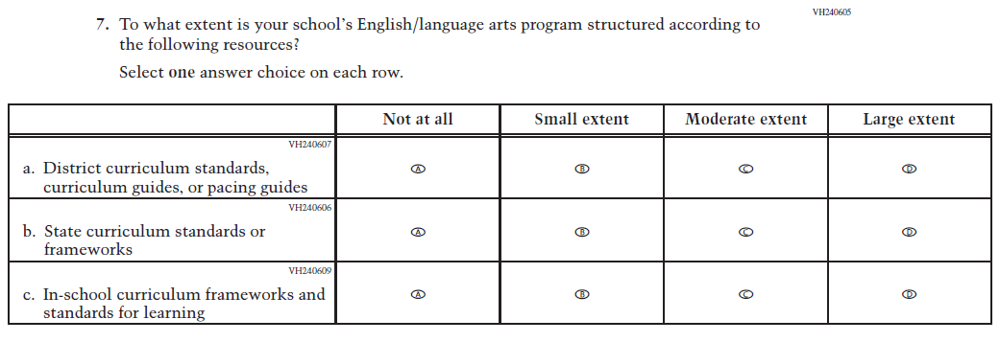 VH240605
7. To what extent is your school’s English/language arts program structured according to
the following resources?
Select one answer choice on each row.
Not at all Small extent Moderate extent Large extent
VH240607
a. District curriculum standards,
curriculum guides, or pacing guides
A B C D
VH240606
b. State curriculum standards or
frameworks
A B C D
VH240609
c. In-school curriculum frameworks and
standards for learning
A B C D